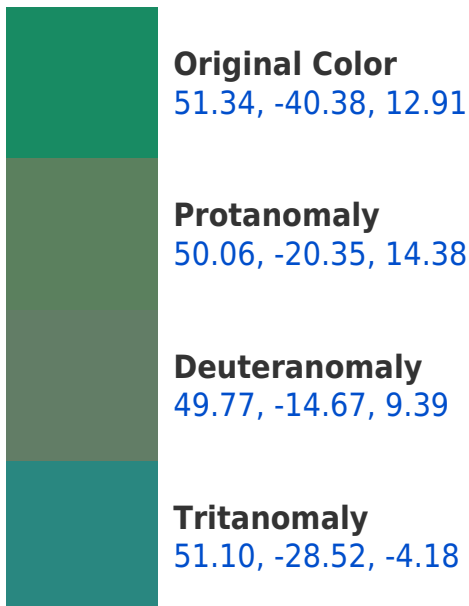 Original Color
51.34, -40.38, 12.91
Protanomaly
50.06, -20.35, 14.38
Deuteranomaly
49.77, -14.67, 9.39
Tritanomaly
51.10, -28.52, -4.18